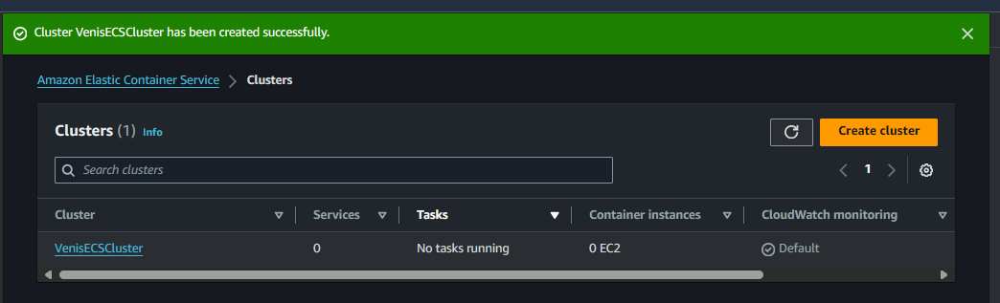 Cluster VenisECSCluster has been created successfully.
Amazon Elastic Container Service Clusters
Clusters (1) Info
Create cluster
Search clusters
1
Cluster Services Tasks Container instances CloudWatch monitoring
VenisECSCluster 0 No tasks running 0 EC2 Default